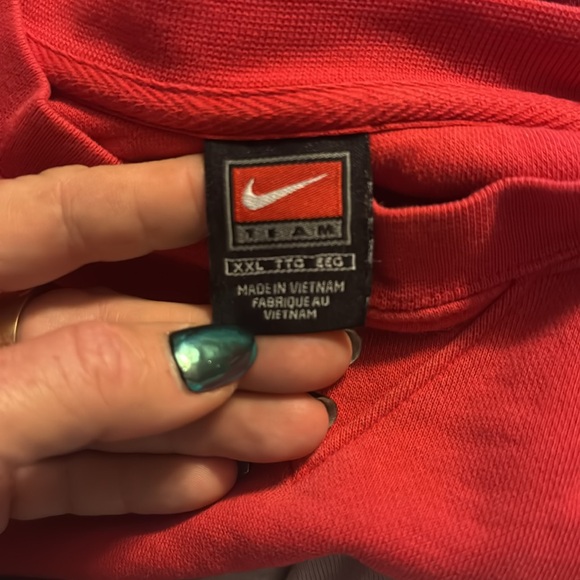 TEAM
XXL TTG EEG
MADE IN VIETNAM
FABRIQUE AU
VIETNAM